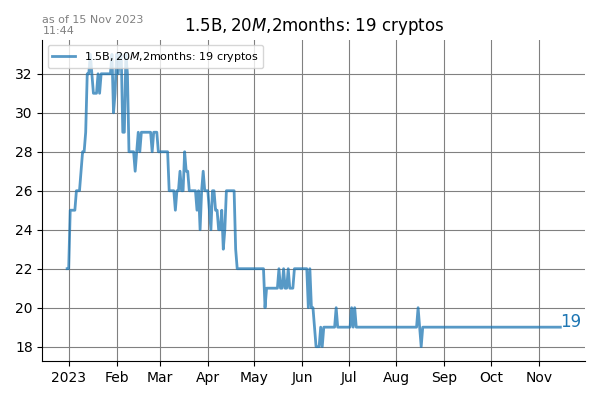 as of 15 Nov 2023
11:44
1.5B, 20M,2months: 19 cryptos
1.5B, 20M,2months: 19 cryptos
32
30
28
26
24
22
20
18
19
2023 Feb Mar Apr May Jun Jul Aug Sep Oct Nov